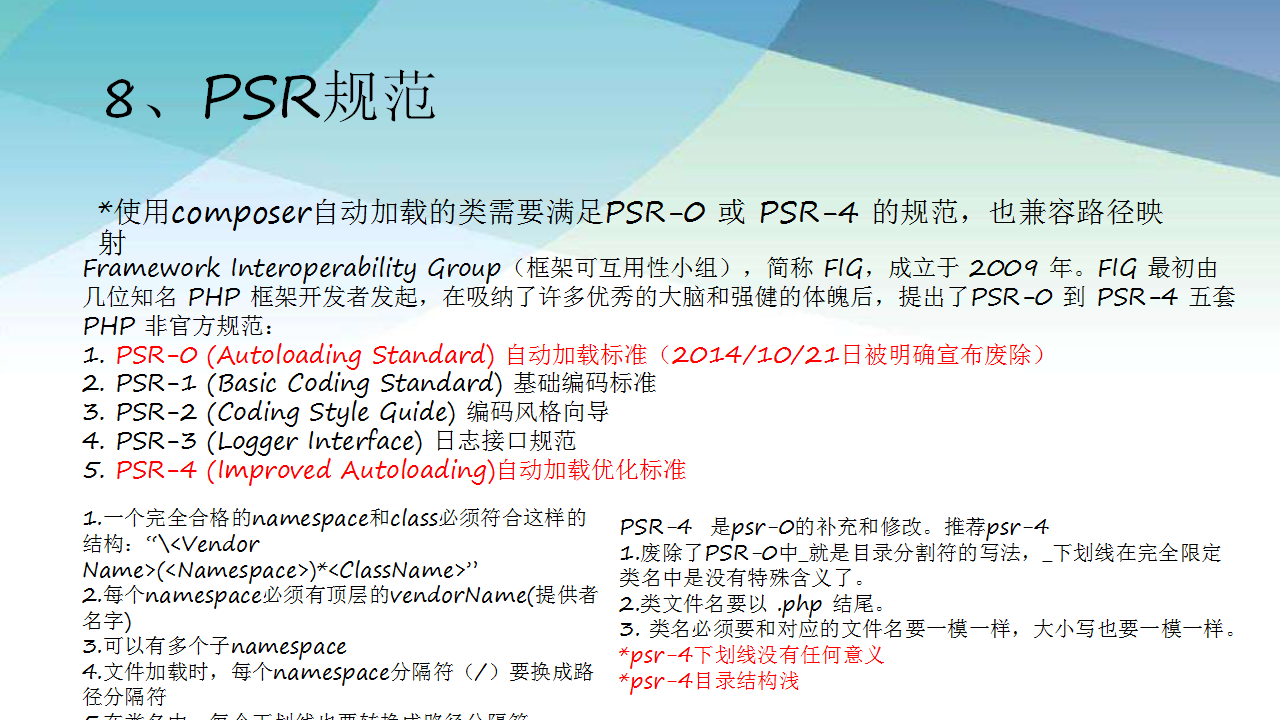 8、PSR规范
*使用composer自动加载的类需要满足PSR-0 或 PSR-4 的规范，也兼容路径映
射
Framework Interoperability Group（框架可互用性小组），简称 FIG，成立于 2009 年。FIG 最初由
几位知名 PHP 框架开发者发起，在吸纳了许多优秀的大脑和强健的体魄后，提出了PSR-0 到 PSR-4 五套
PHP 非官方规范：
1. PSR-0 (Autoloading Standard) 自动加载标准（2014/10/21日被明确宣布废除）
2. PSR-1 (Basic Coding Standard) 基础编码标准
3. PSR-2 (Coding Style Guide) 编码风格向导
4. PSR-3 (Logger Interface) 日志接口规范
5. PSR-4 (Improved Autoloading)自动加载优化标准
1.一个完全合格的namespace和class必须符合这样的
结构：“\<Vendor
Name>(<Namespace>)*<ClassName>”
2.每个namespace必须有顶层的vendorName(提供者
名字)
3.可以有多个子namespace
4.文件加载时，每个namespace分隔符（/）要换成路
径分隔符
5.在类名中，每个下划线也要转换成路径分隔符
PSR-4 是psr-0的补充和修改。推荐psr-4
1.废除了PSR-0中_就是目录分割符的写法，_下划线在完全限定
类名中是没有特殊含义了。
2.类文件名要以 .php 结尾。
3. 类名必须要和对应的文件名要一模一样，大小写也要一模一样。
*psr-4下划线没有任何意义
*psr-4目录结构浅